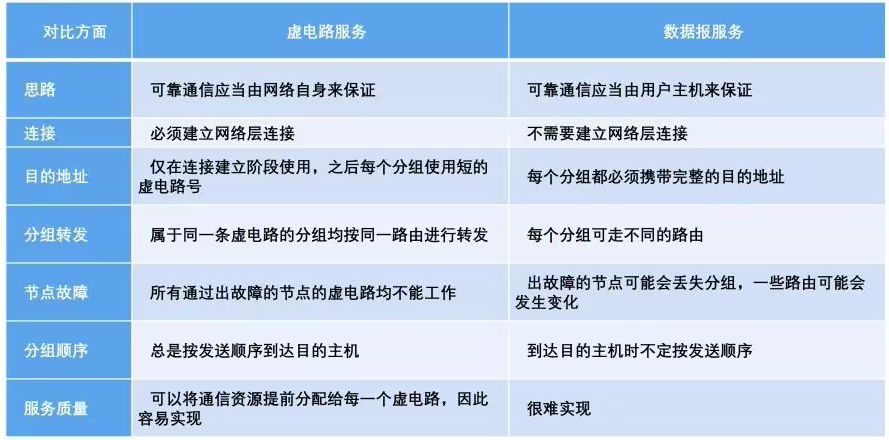 对比方面 虚电路服务 数据报服务
思路 可靠通信应当由网络自身来保证 可靠通信应当由用户主机来保证
连接 必须建立网络层连接 不需要建立网络层连接
目的地址 仅在连接建立阶段使用，之后每个分组使用短的
虚电路号 每个分组都必须携带完整的目的地址
分组转发 属于同一条虚电路的分组均按同一路由进行转发 每个分组可走不同的路由
节点故障 所有通过出故障的节点的虚电路均不能工作 出故障的节点可能会丢失分组，一些路由可能会
发生变化
分组顺序 总是按发送顺序到达目的主机 到达目的主机时不定按发送顺序
服务质量 可以将通信资源提前分配给每一个虚电路，因此
容易实现 很难实现